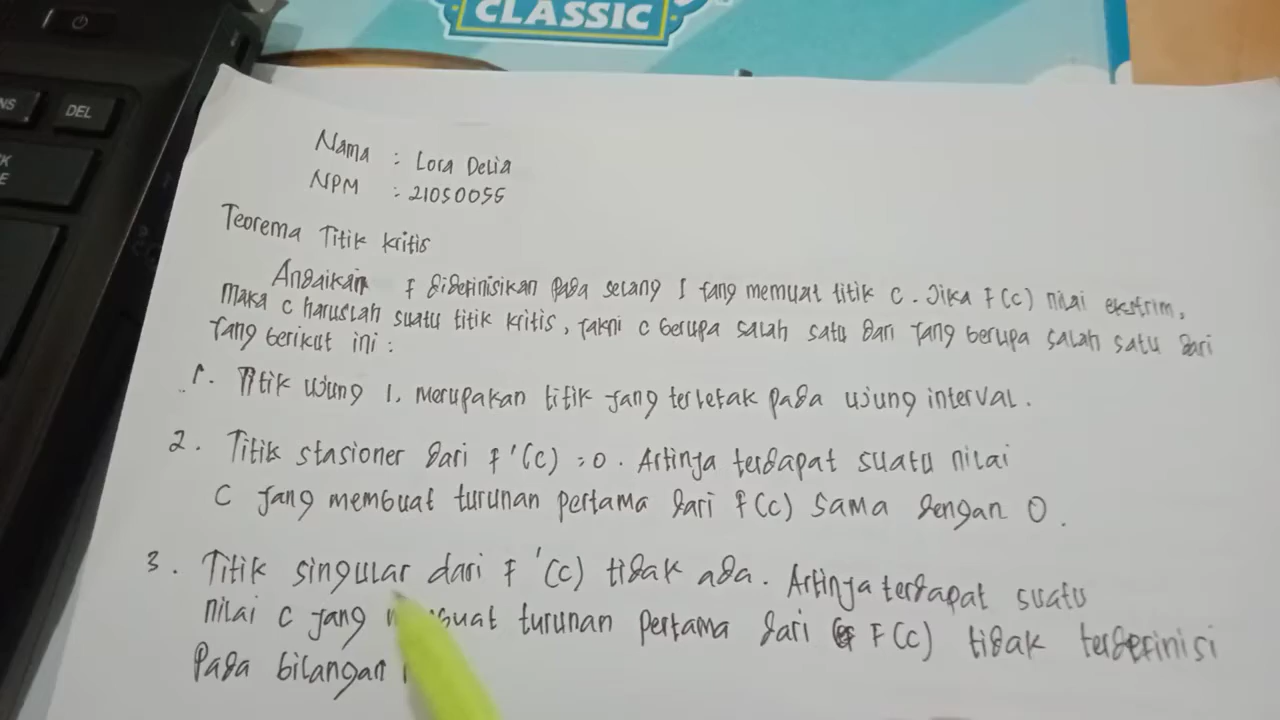 CLASSIC
NS
DEL
Nama : Lora Delia
NPM : 21050055
Teorema Titik kritis
Andaikan f didefinisikan pada selang I yang memuat titik c. Jika F(c) nilai ekstrim,
maka c haruslah suatu titik kritis, yakni c berupa salah satu dari yang berupa salah satu dari
yang berikut ini :
1. Titik ujung 1, merupakan titik yang terletak pada ujung interval.
2. Titik stasioner dari f'(c) = 0. Artinya terdapat suatu nilai
c yang membuat turunan pertama dari f(c) sama dengan 0.
3. Titik singular dari F'(c) tidak ada. Artinya terdapat suatu
nilai c yang turunan pertama dari F(c) tidak terdefinisi
Pada bilangan